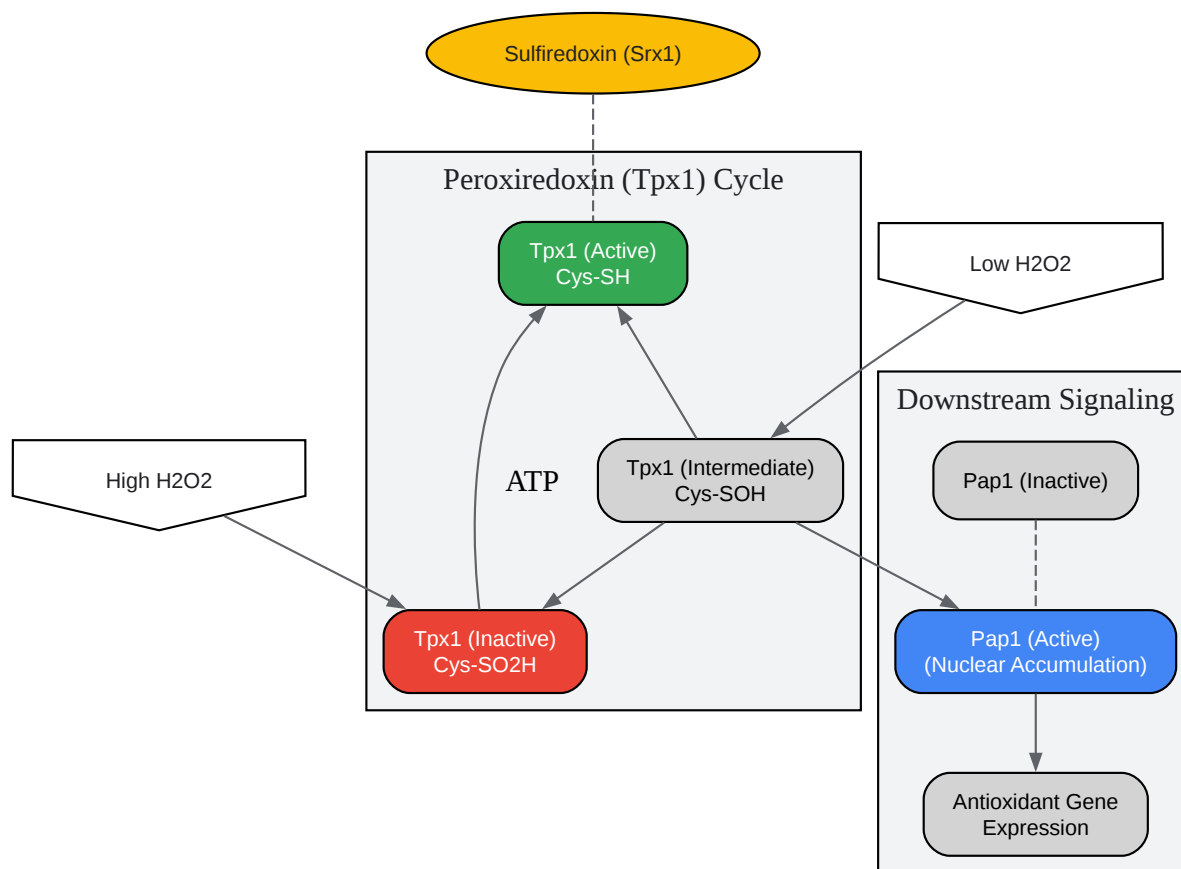 Sulfiredoxin (Srx1)
Peroxiredoxin (Tpx1) Cycle
Tpx1 (Active)
Cys-SH
Low H2O2
Downstream Signaling
High H2O2
ATP
Tpx1 (Intermediate)
Cys-SOH
Pap1 (Inactive)
Tpx1 (Inactive)
Cys-SO2H
Pap1 (Active)
(Nuclear Accumulation)
Antioxidant Gene
Expression